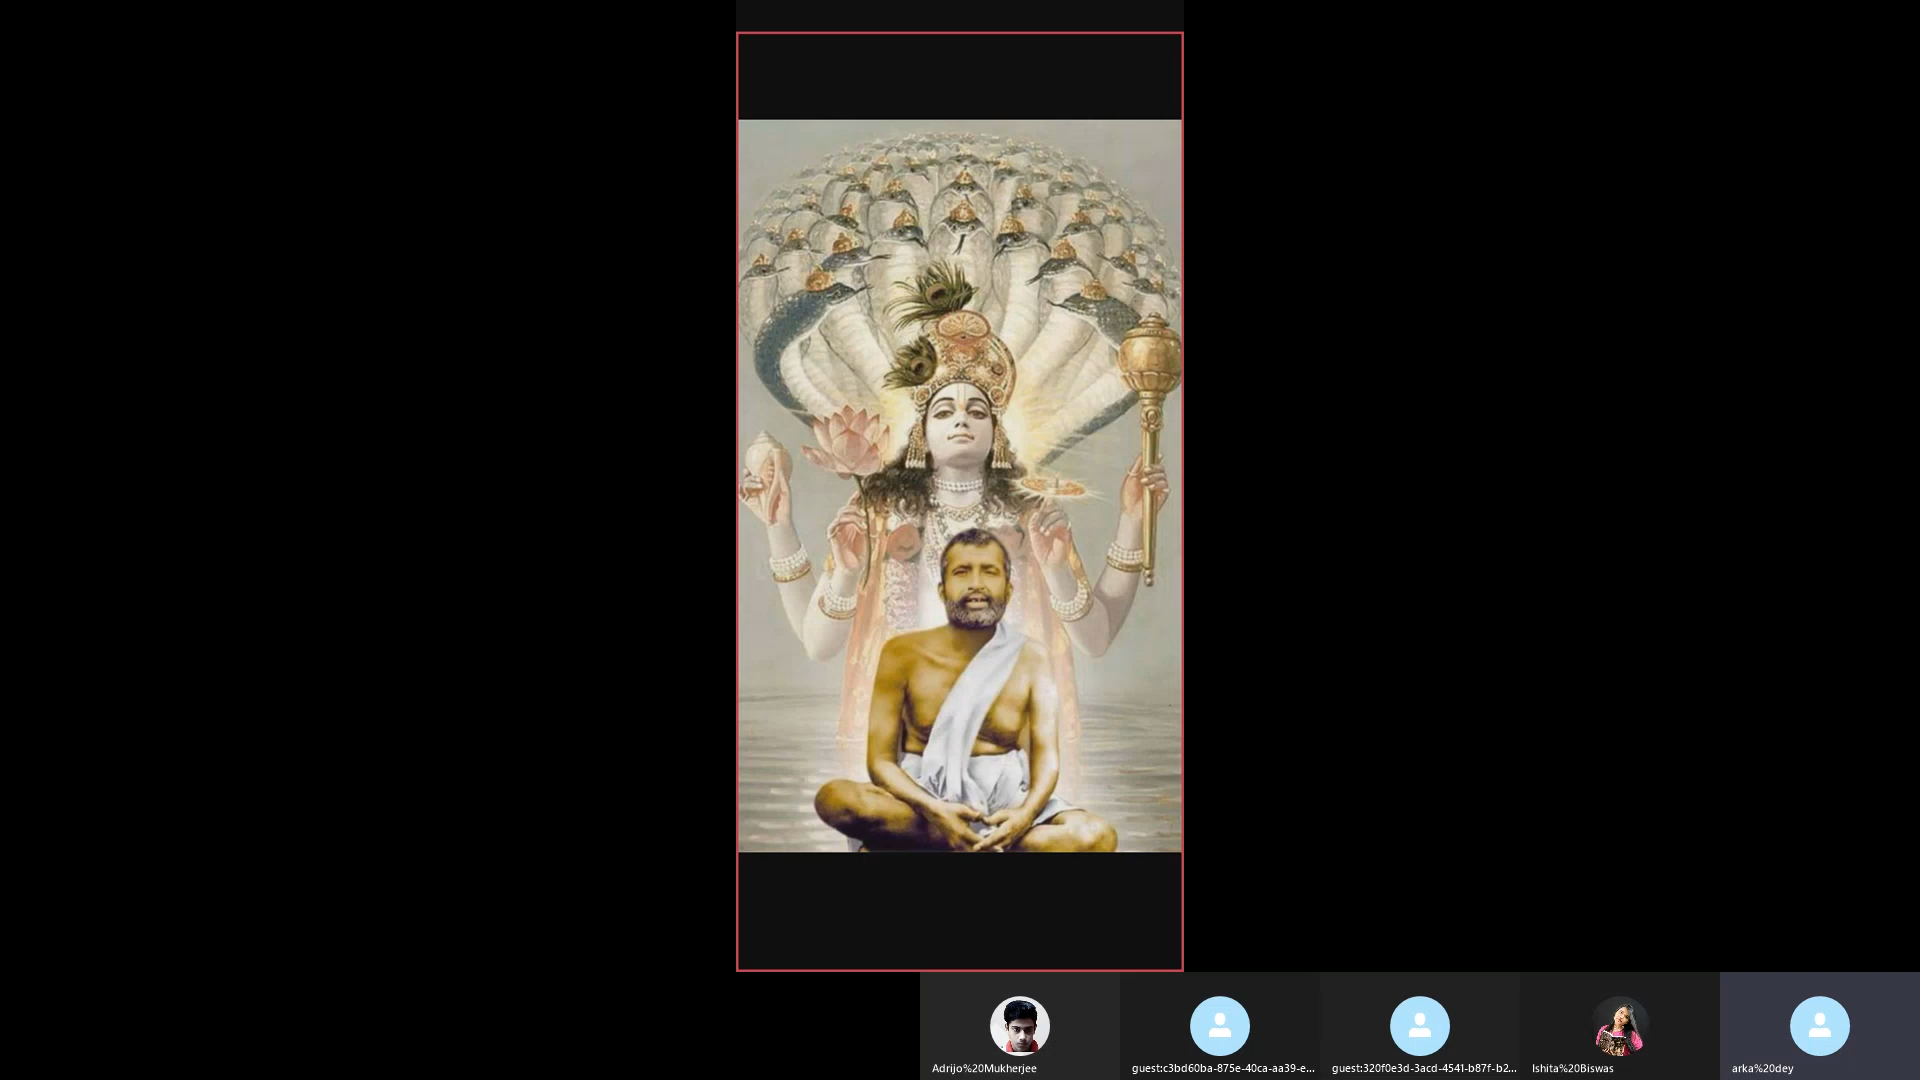 Adrijo%20Mukherjee
guest:c3bd60ba-875e-40ca-aa39-e...
guest:320f0e3d-3acd-4541-b87f-b2...
Ishita%20Biswas
arka%20dey